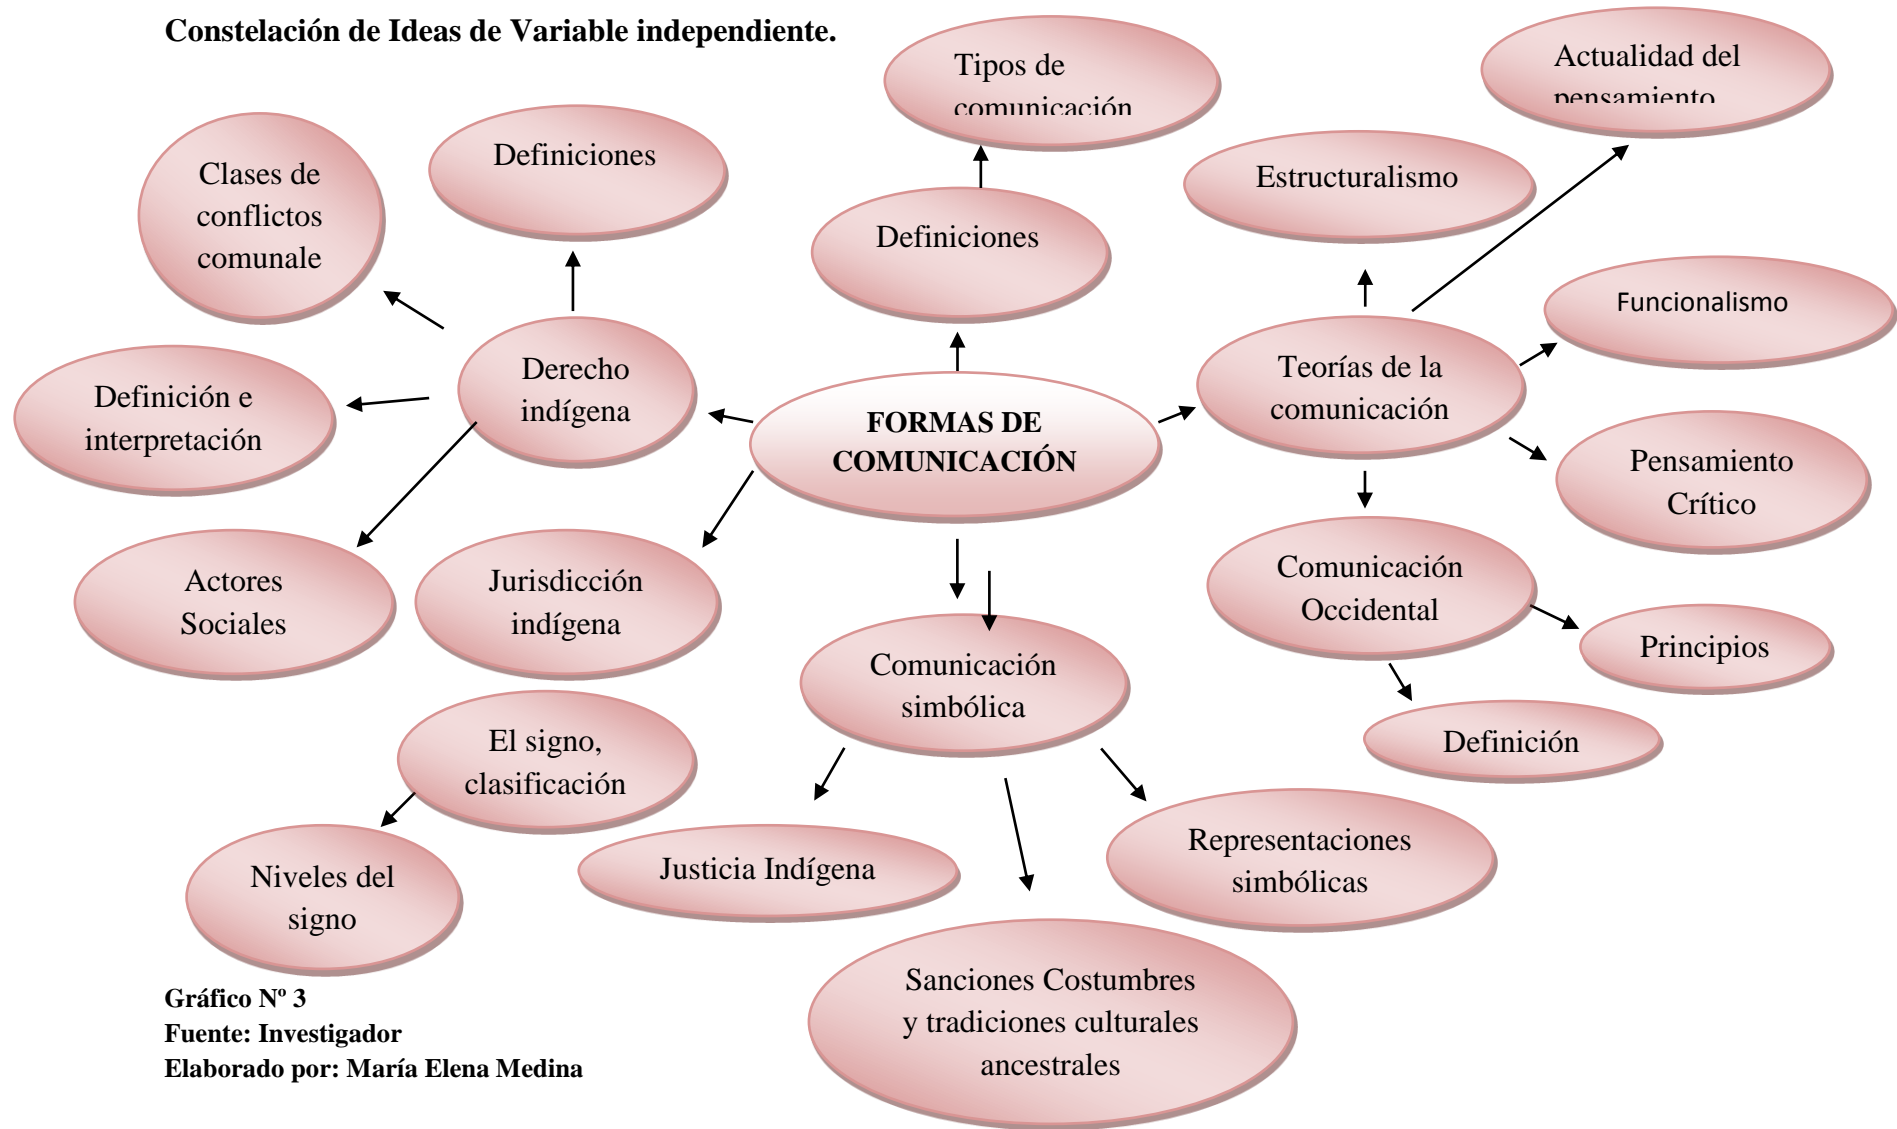 Constelación de Ideas de Variable independiente.
Tipos de
comunicación
Actualidad del
pensamiento
Clases de
conflictos
comunale
Definiciones
Definiciones
Estructuralismo
Funcionalismo
Derecho
indígena
Teorías de la
comunicación
Definición e
interpretación
FORMAS DE
COMUNICACIÓN
Pensamiento
Crítico
Actores
Sociales
Jurisdicción
indígena
Comunicación
Occidental
Comunicación
simbólica
Principios
El signo,
clasificación
Definición
Niveles del
signo
Justicia Indígena
Representaciones
simbólicas
Sanciones Costumbres
y tradiciones culturales
ancestrales
Gráfico Nº 3
Fuente: Investigador
Elaborado por: María Elena Medina